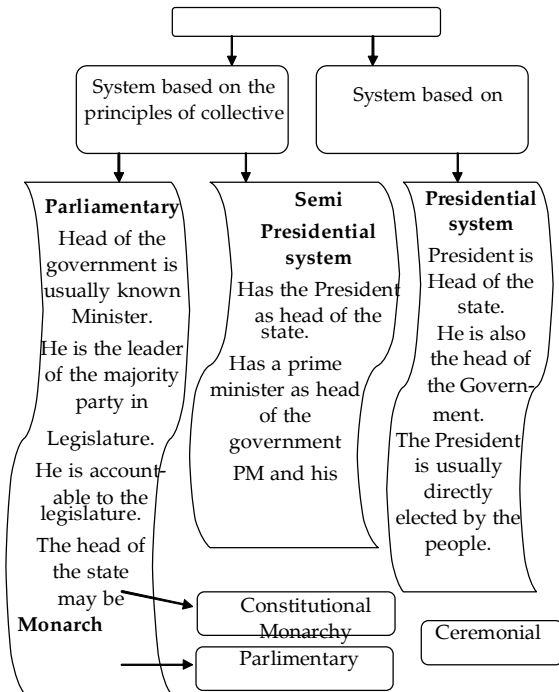 System based on the
principles of collective
System based on
Parliamentary
Head of the
government is
usually known
Minister.
He is the leader
of the majority
party in
Legislature.
He is account-
able to the
legislature.
The head of
the state
may be
Monarch
Semi
Presidential
system
Has the President
as head of the
state.
Has a prime
minister as head
of the
government
PM and his
Presidential
system
President is
Head of the
state.
He is also
the head
of the Govern-
ment.
The President
is usually
directly
elected by the
people.
Constitutional
Monarchy
Parlimentary
Ceremonial